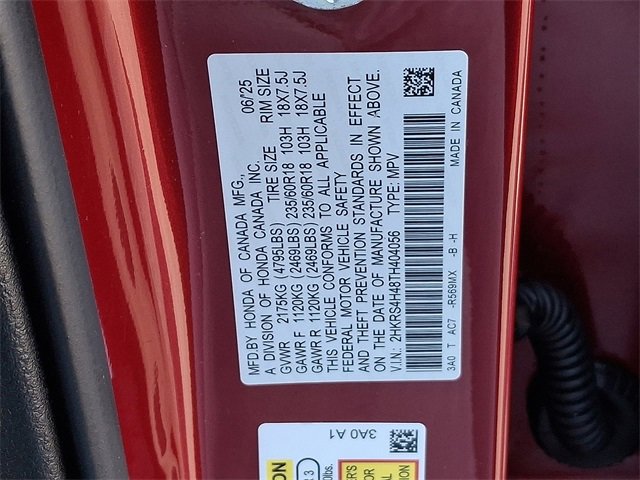 MFD.BY HONDA OF CANADA MFG., 06/'25
A DIVISION OF HONDA CANADA INC.
TIRE SIZE RIM SIZE
GVWR 2175KG (4795LBS)
GAWR F 1120KG (2469LBS) 235/60R18 103H 18X7.5J
GAWR R 1120KG (2469LBS) 235/60R18 103H 18X7.5J
THIS VEHICLE CONFORMS TO ALL APPLICABLE
FEDERAL MOTOR VEHICLE SAFETY
AND THEFT PREVENTION STANDARDS IN EFFECT
ON THE DATE OF MANUFACTURE SHOWN ABOVE.
V.I.N.: 2HKRS4H48TH404056 TYPE: MPV
3A0 T AC7 -R569MX -B -H MADE IN CANADA
3A0 A1